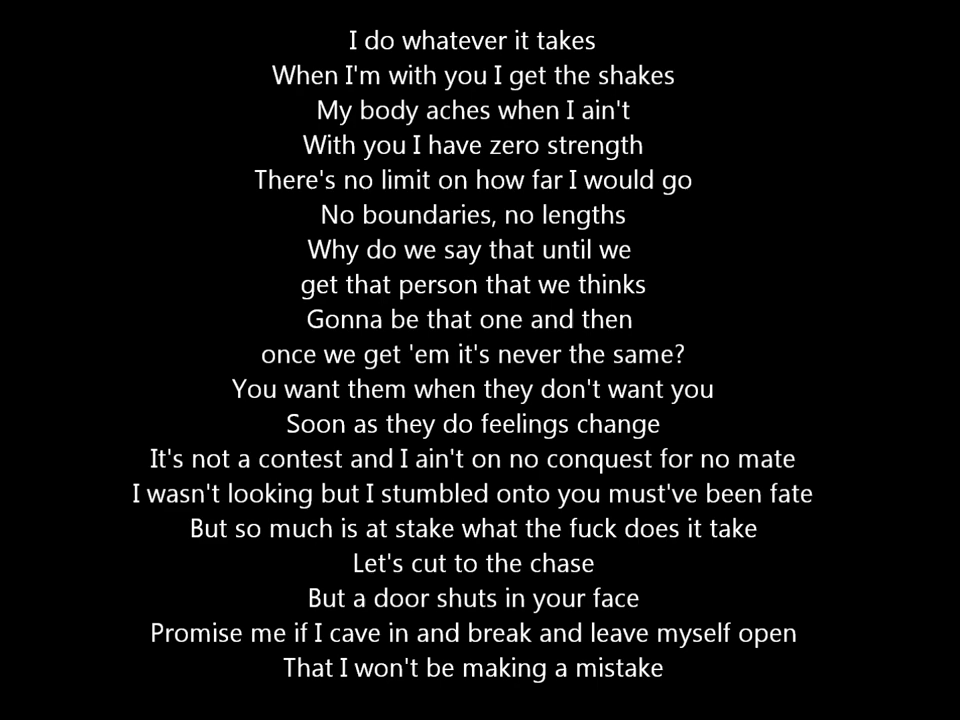 I do whatever it takes
When I'm with you I get the shakes
My body aches when I ain't
With you I have zero strength
There's no limit on how far I would go
No boundaries, no lengths
Why do we say that until we
get that person that we thinks
Gonna be that one and then
once we get 'em it's never the same?
You want them when they don't want you
Soon as they do feelings change
It's not a contest and I ain't on no conquest for no mate
I wasn't looking but I stumbled onto you must've been fate
But so much is at stake what the fuck does it take
Let's cut to the chase
But a door shuts in your face
Promise me if I cave in and break and leave myself open
That I won't be making a mistake